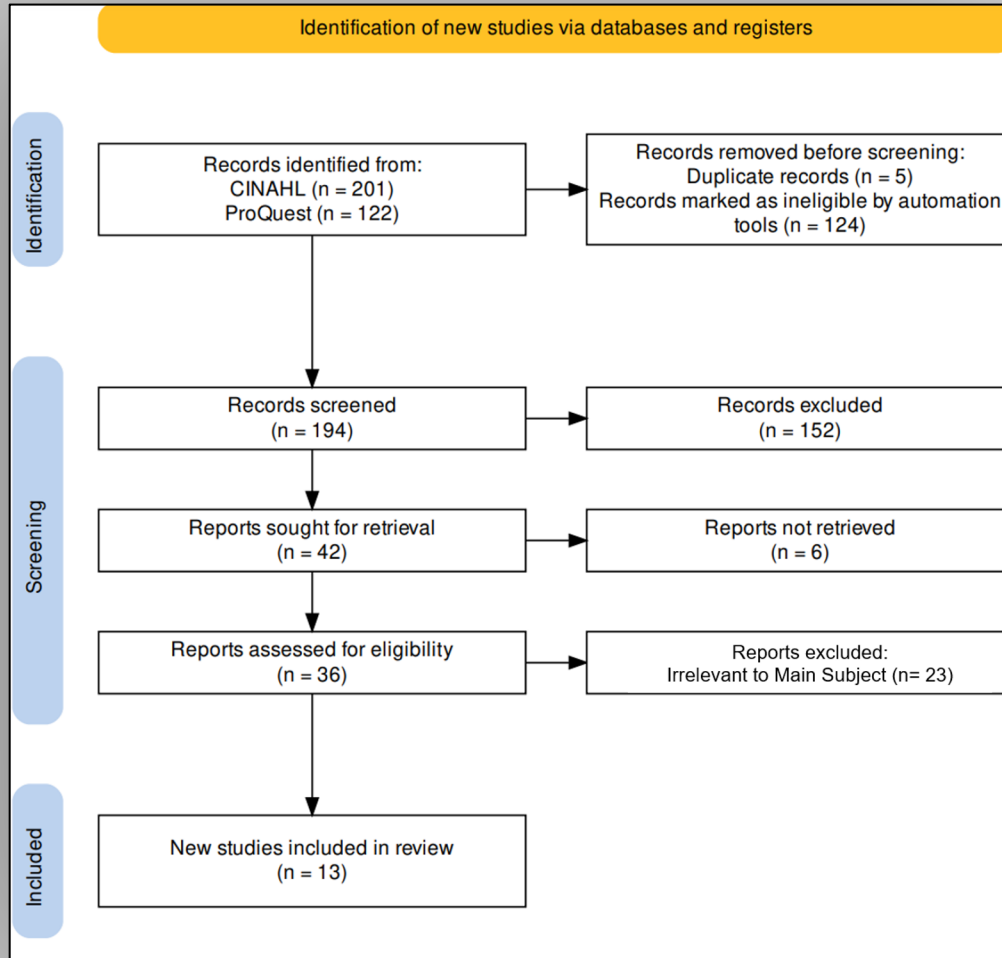 Identification of new studies via databases and registers
Identification
Records identified from:
CINAHL (n = 201)
ProQuest (n = 122)
Records removed before screening:
Duplicate records (n = 5)
Records marked as ineligible by automation
tools (n = 124)
Screening
Records screened
(n = 194)
Records excluded
(n = 152)
Reports sought for retrieval
(n = 42)
Reports not retrieved
(n = 6)
Reports assessed for eligibility
(n = 36)
Reports excluded:
Irrelevant to Main Subject (n= 23)
Included
New studies included in review
(n = 13)